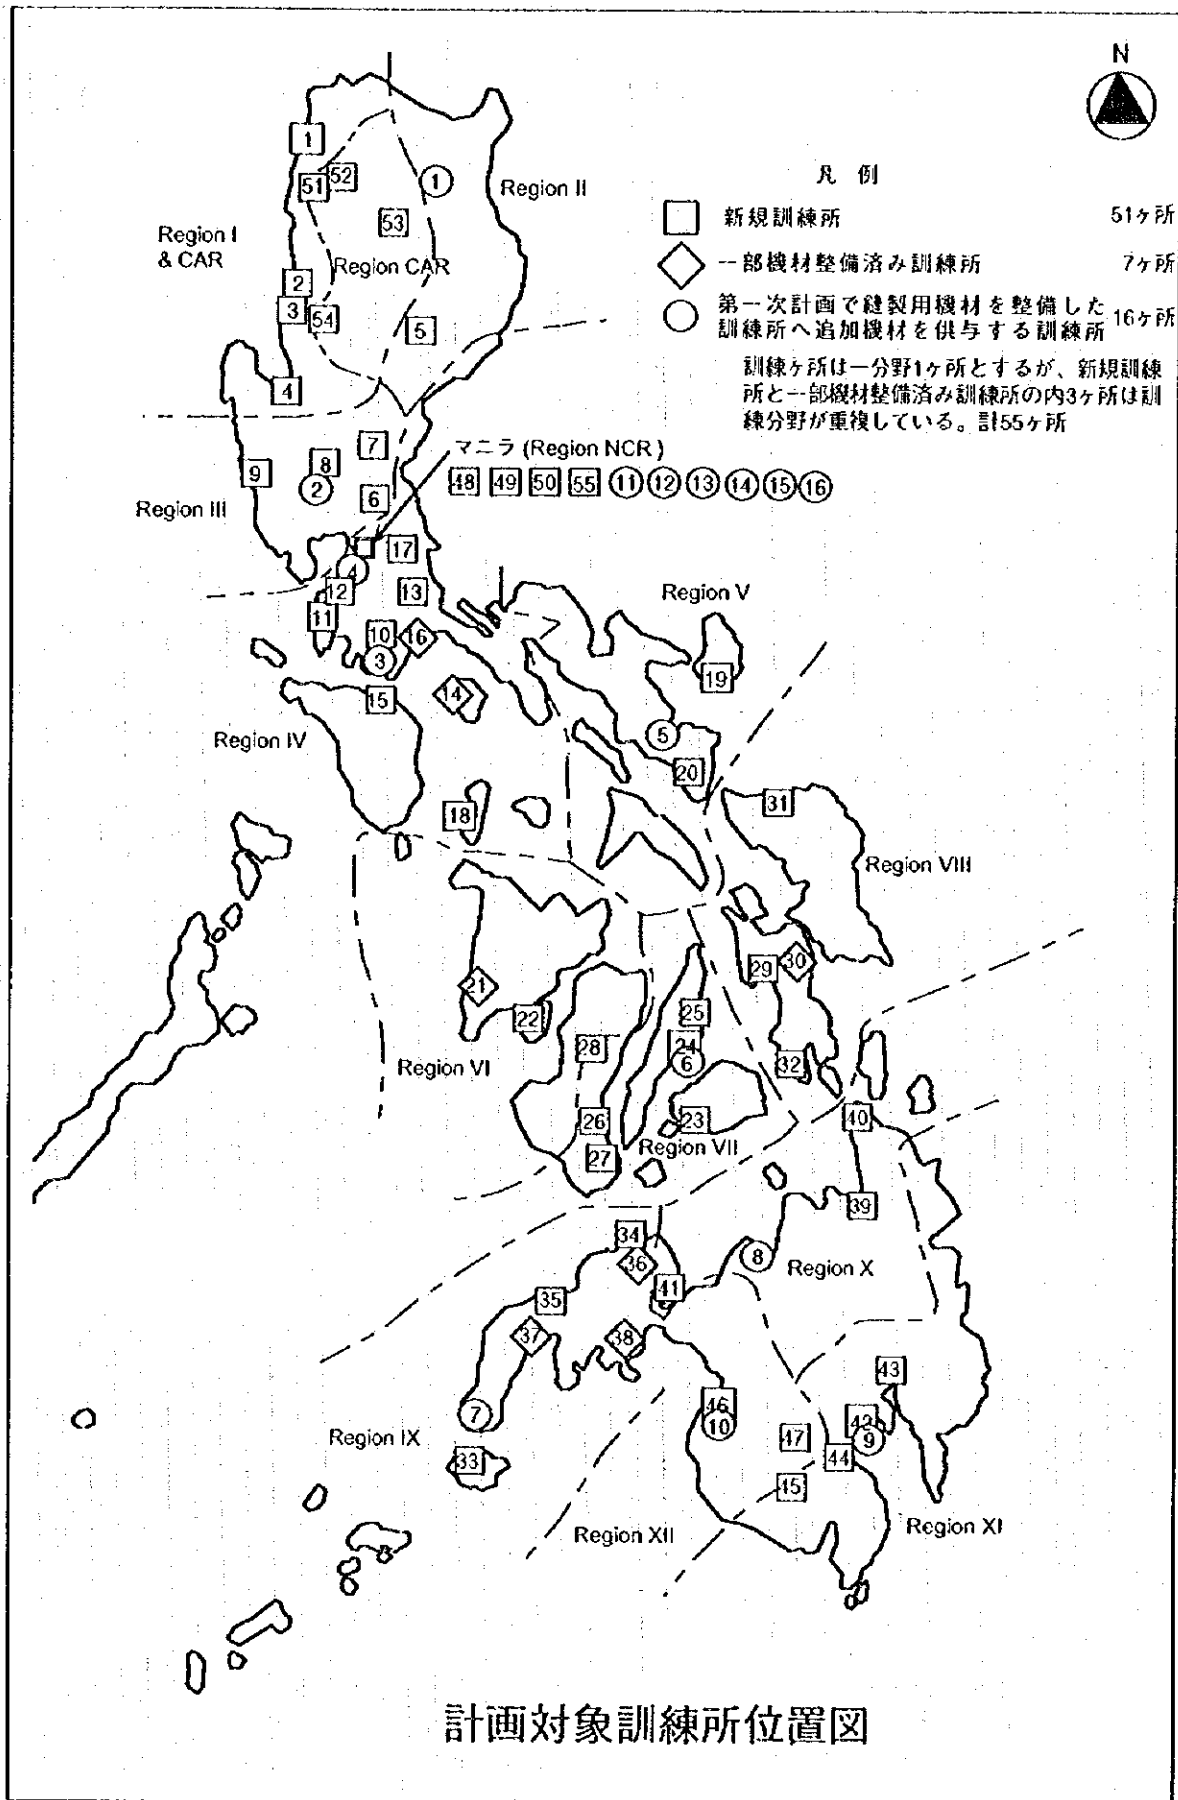 N
凡 例
新規訓練所 51ヶ所
一部機材整備済み訓練所 7ヶ所
第一次計画で縫製用機材を整備した
訓練所へ追加機材を供与する訓練所 16ヶ所
訓練ヶ所は一分野1ヶ所とするが、新規訓練
所と一部機材整備済み訓練所の内3ヶ所は訓
練分野が重複している。計55ヶ所
1
51
52
1
Region II
53
Region I
& CAR
Region CAR
2
3
54
5
4
7
マニラ (Region NCR)
9
8
2
6
48 49 50 55 11 12 13 14 15 16
Region III
17
4
12
13
11
Region V
10
16
3
15
14
19
Region IV
5
20
18
31
Region VIII
21
22
29
30
25
28
24
6
32
Region VI
26
23
27
Region VII
40
39
34
36
8
Region X
41
35
37
38
43
7
46
10
42
9
Region IX
47
44
33
45
Region XII
Region XI
計画対象訓練所位置図